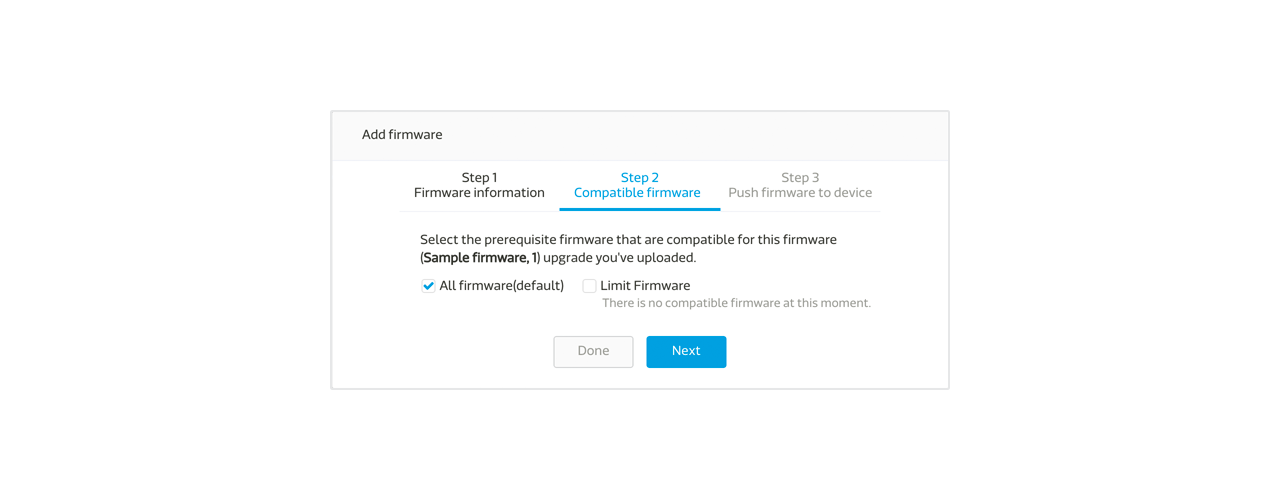 Add firmware
Step 1
Firmware information
Step 2
Compatible firmware
Step 3
Push firmware to device
Select the prerequisite firmware that are compatible for this firmware
(Sample firmware, 1) upgrade you've uploaded.
All firmware(default)
Limit Firmware
There is no compatible firmware at this moment.
Done
Next